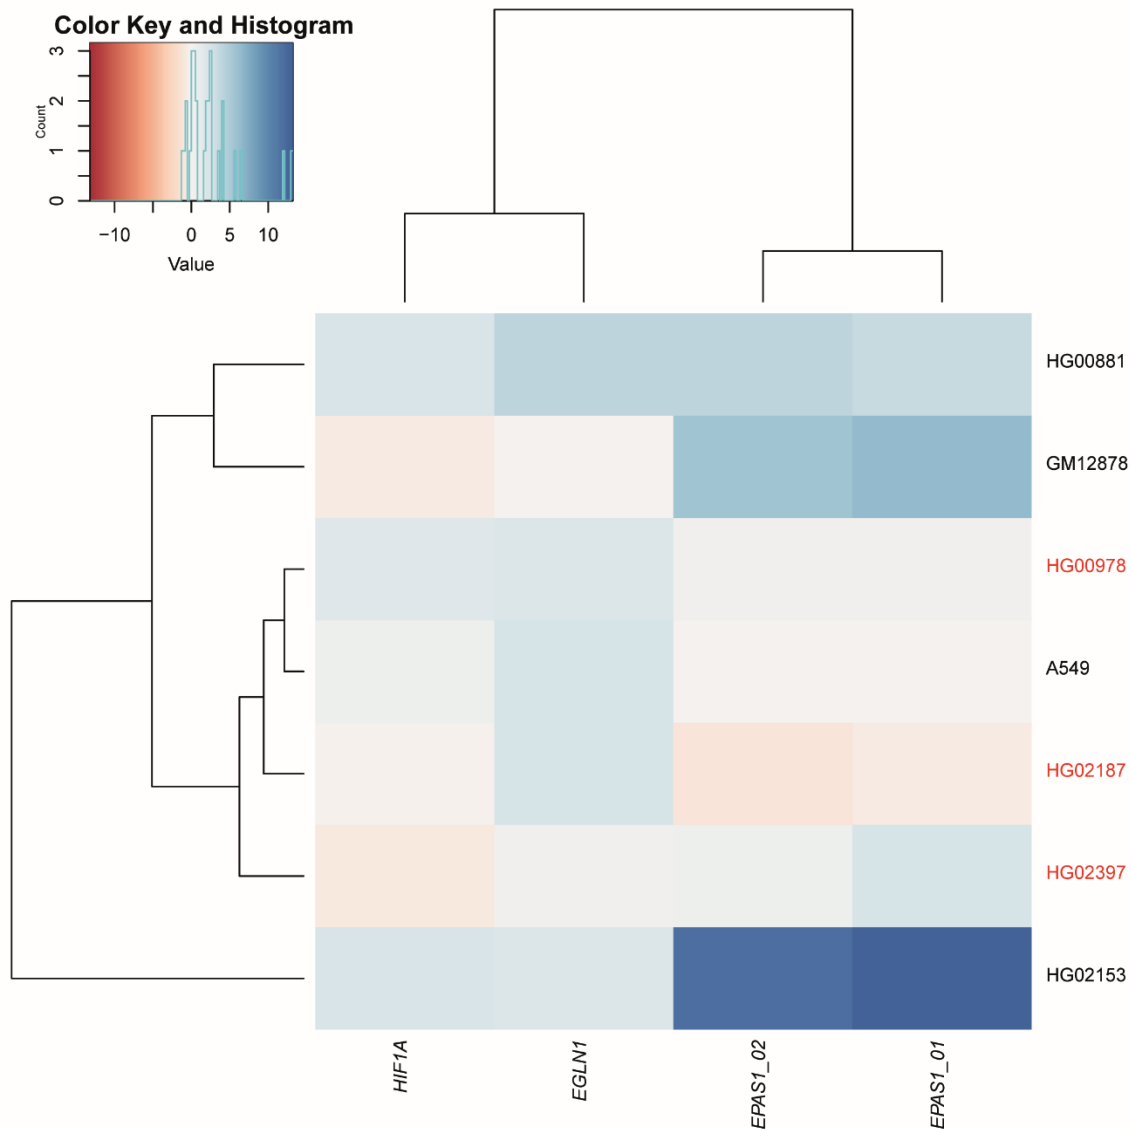 Color Key and Histogram
Count
0 1 2 3
−10 0 5 10
Value
HG00881
GM12878
HG00978
A549
HG02187
HG02397
HG02153
HIF1A
EGLN1
EPAS1_02
EPAS1_01